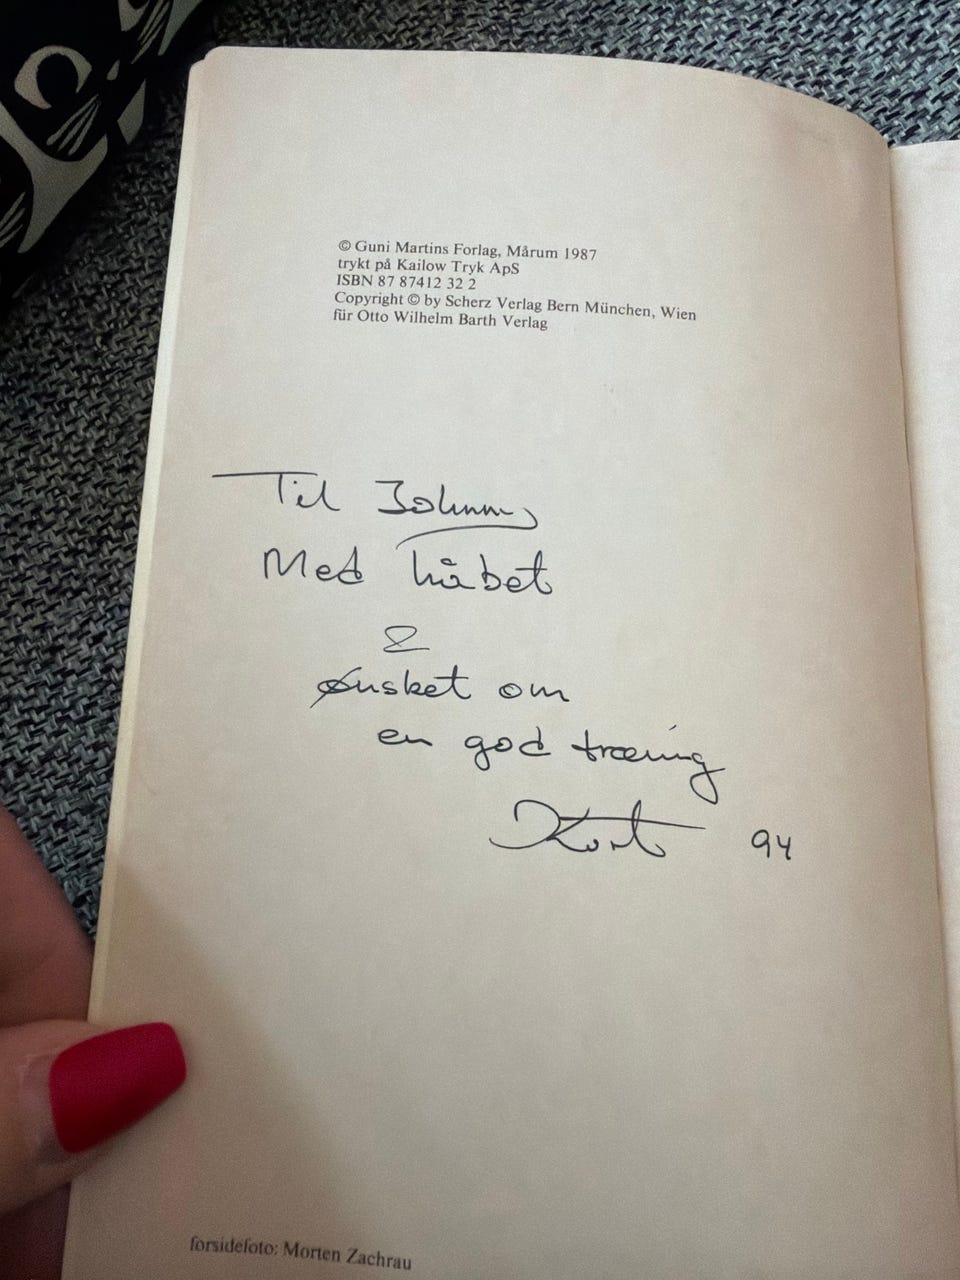 © Guni Martins Forlag, Mårum 1987
trykt på Kailow Tryk ApS
ISBN 87 87412 32 2
Copyright © by Scherz Verlag Bern München, Wien
für Otto Wilhelm Barth Verlag
Til Johnny
Med håbet
&
ønsket om
en god træning
94
forsidefoto: Morten Zachrau